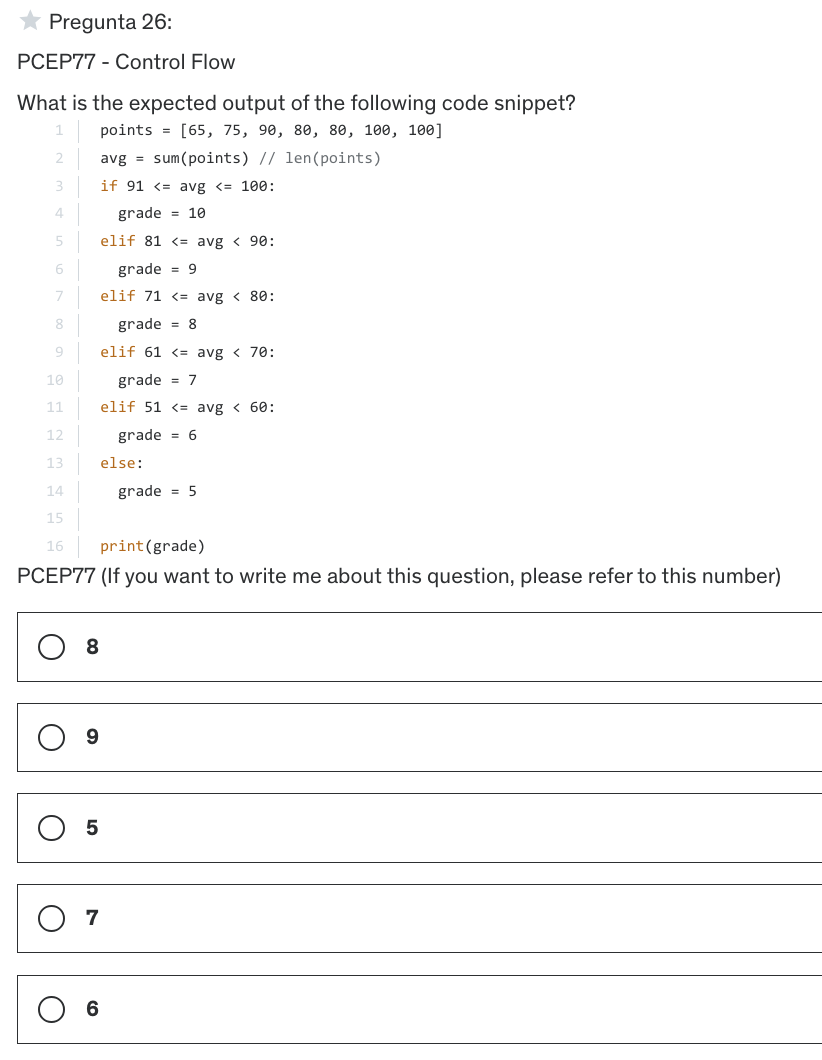 Pregunta 26:
PCEP77 - Control Flow
What is the expected output of the following code snippet?
1 points = [65, 75, 90, 80, 80, 100, 100]
2 avg = sum(points) // len(points)
3 if 91 <= avg <= 100:
4   grade = 10
5 elif 81 <= avg < 90:
6   grade = 9
7 elif 71 <= avg < 80:
8   grade = 8
9 elif 61 <= avg < 70:
10   grade = 7
11 elif 51 <= avg < 60:
12   grade = 6
13 else:
14   grade = 5
15
16 print(grade)
PCEP77 (If you want to write me about this question, please refer to this number)
8
9
5
7
6